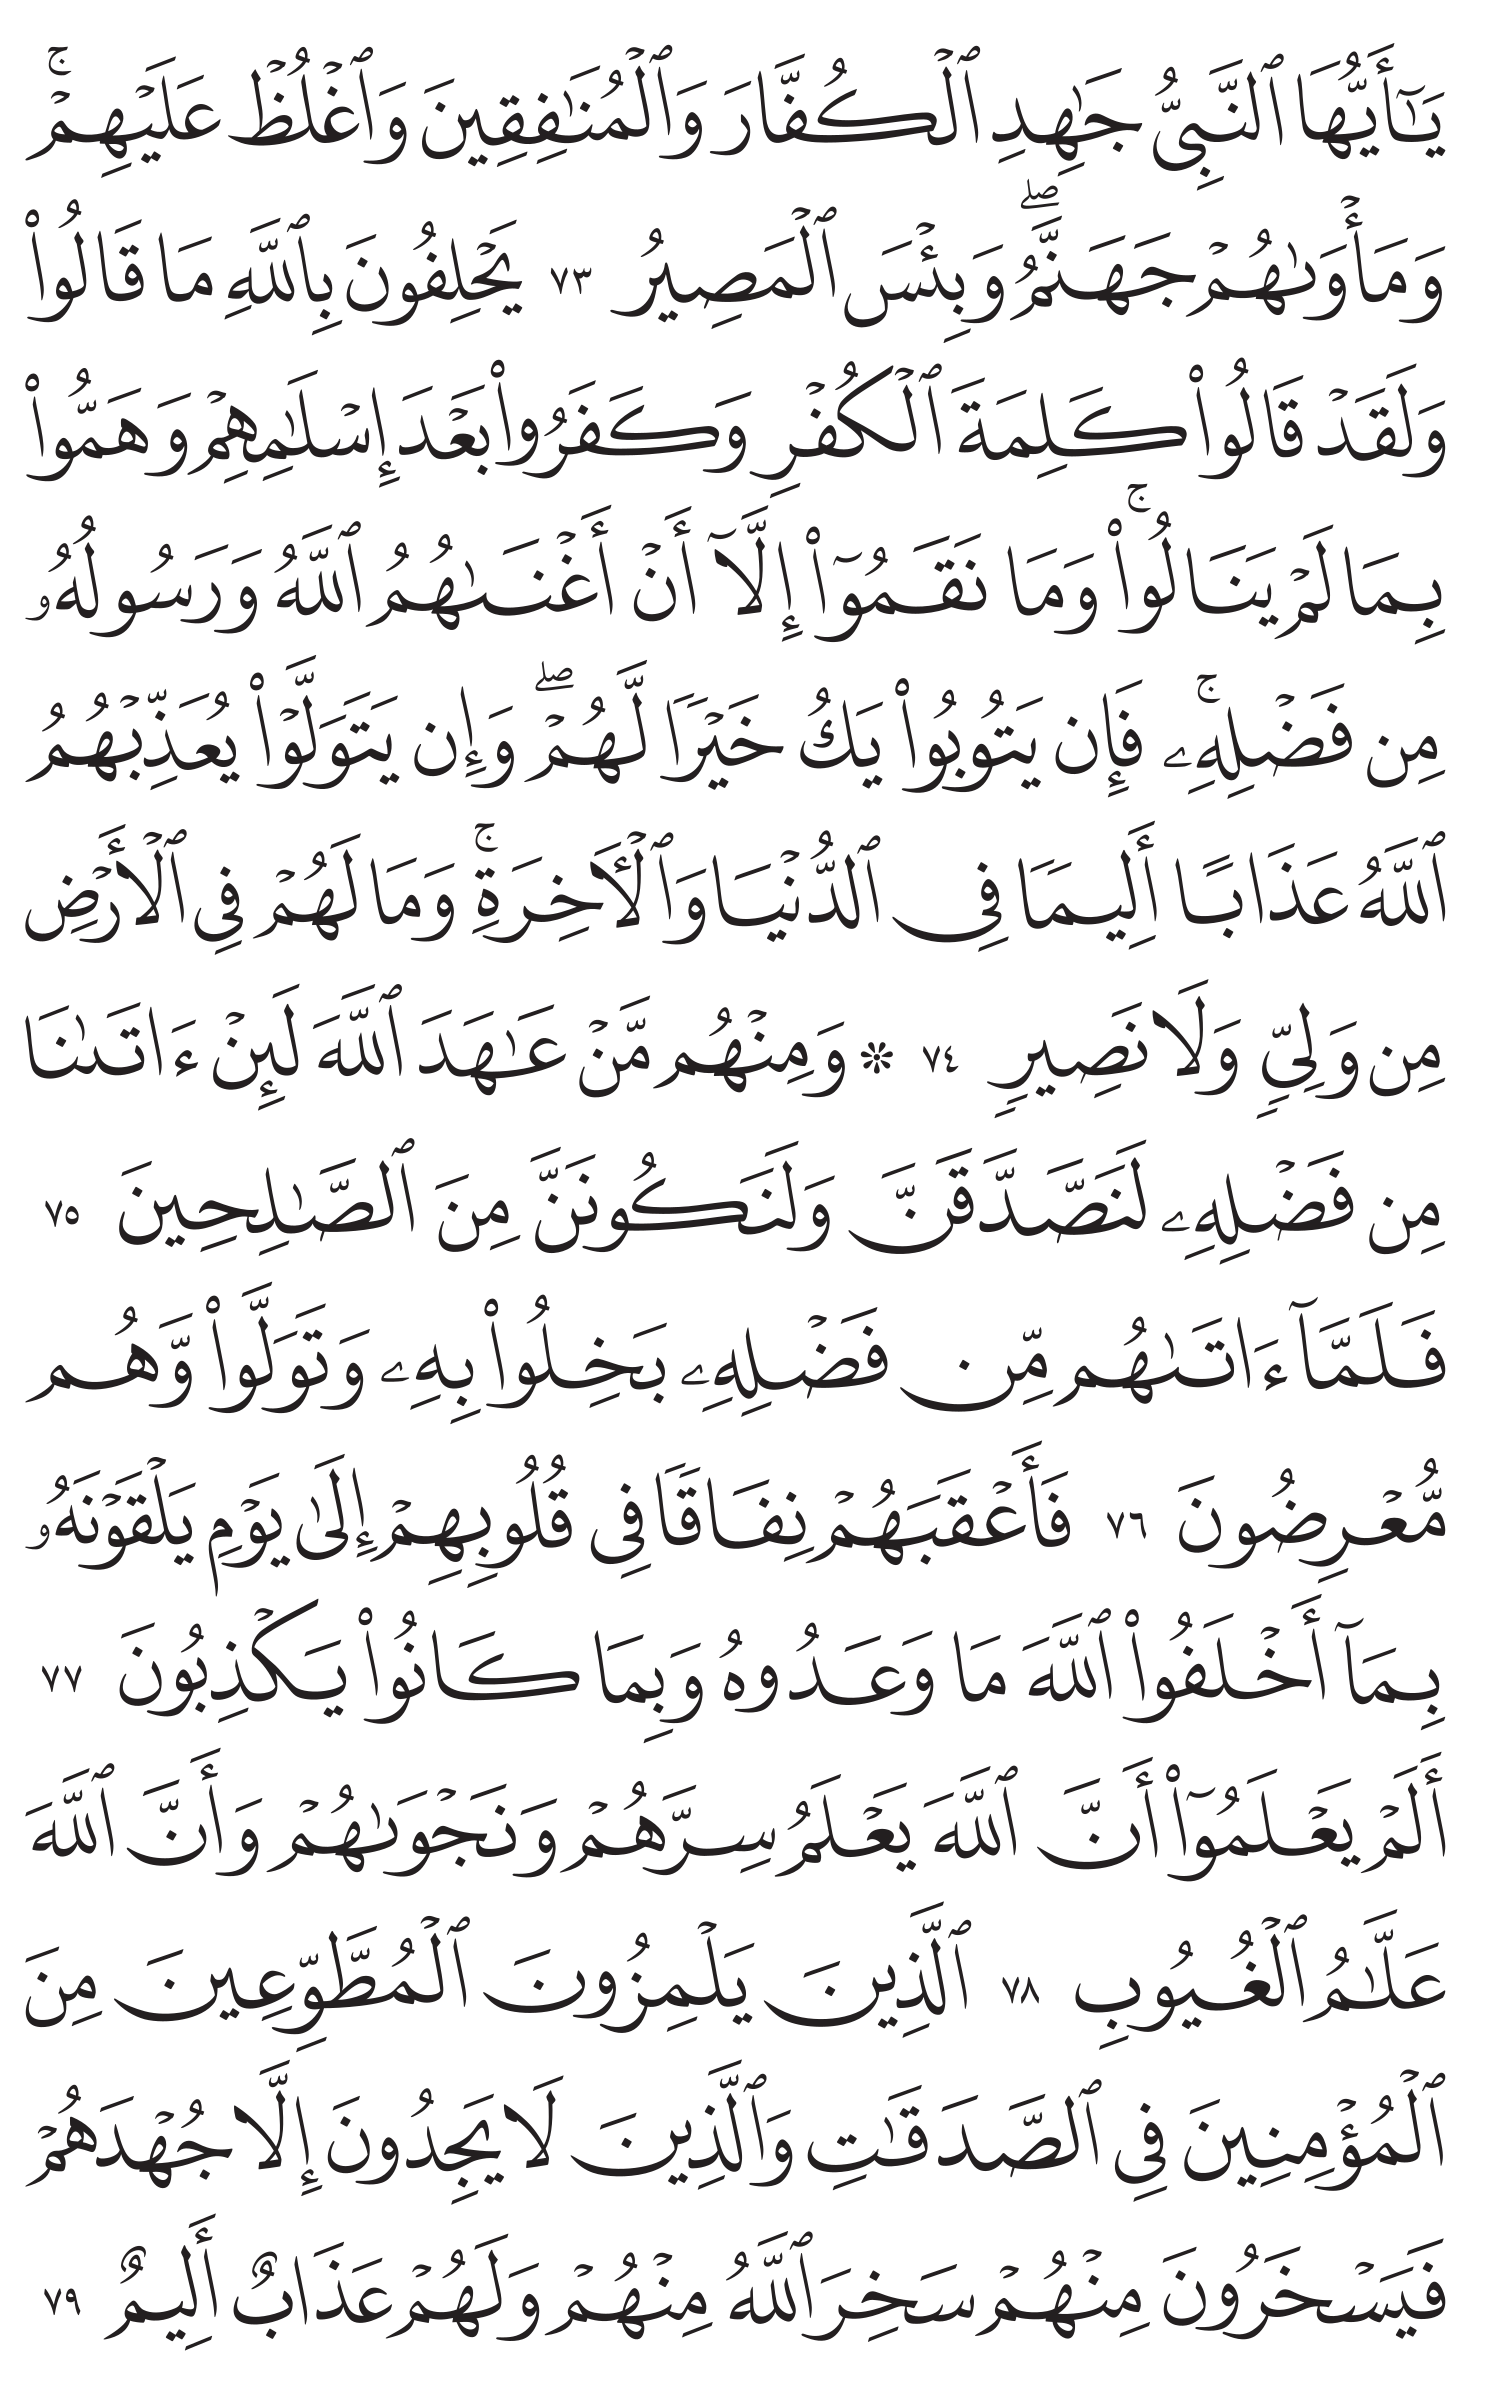 يَـٰٓأَيُّهَا ٱلنَّبِىُّ جَـٰهِدِ ٱلْكُفَّارَ وَٱلْمُنَـٰفِقِينَ وَٱغْلُظْ عَلَيْهِمْ ۚ
وَمَأْوَىٰهُمْ جَهَنَّمُ ۖ وَبِئْسَ ٱلْمَصِيرُ ٧٣ يَحْلِفُونَ بِٱللَّهِ مَا قَالُوا۟
وَلَقَدْ قَالُوا۟ كَلِمَةَ ٱلْكُفْرِ وَكَفَرُوا۟ بَعْدَ إِسْلَـٰمِهِمْ وَهَمُّوا۟
بِمَا لَمْ يَنَالُوا۟ ۚ وَمَا نَقَمُوٓا۟ إِلَّآ أَنْ أَغْنَىٰهُمُ ٱللَّهُ وَرَسُولُهُۥ
مِن فَضْلِهِۦ ۚ فَإِن يَتُوبُوا۟ يَكُ خَيْرًا لَّهُمْ ۖ وَإِن يَتَوَلَّوْا۟ يُعَذِّبْهُمُ
ٱللَّهُ عَذَابًا أَلِيمًا فِى ٱلدُّنْيَا وَٱلْـَٔاخِرَةِ ۚ وَمَا لَهُمْ فِى ٱلْأَرْضِ
مِن وَلِىٍّ وَلَا نَصِيرٍ ٧٤ ۞ وَمِنْهُم مَّنْ عَـٰهَدَ ٱللَّهَ لَئِنْ ءَاتَىٰنَا
مِن فَضْلِهِۦ لَنَصَّدَّقَنَّ وَلَنَكُونَنَّ مِنَ ٱلصَّـٰلِحِينَ ٧٥
فَلَمَّآ ءَاتَىٰهُم مِّن فَضْلِهِۦ بَخِلُوا۟ بِهِۦ وَتَوَلَّوا۟ وَّهُم
مُّعْرِضُونَ ٧٦ فَأَعْقَبَهُمْ نِفَاقًا فِى قُلُوبِهِمْ إِلَىٰ يَوْمِ يَلْقَوْنَهُۥ
بِمَآ أَخْلَفُوا۟ ٱللَّهَ مَا وَعَدُوهُ وَبِمَا كَانُوا۟ يَكْذِبُونَ ٧٧
أَلَمْ يَعْلَمُوٓا۟ أَنَّ ٱللَّهَ يَعْلَمُ سِرَّهُمْ وَنَجْوَىٰهُمْ وَأَنَّ ٱللَّهَ
عَلَّـٰمُ ٱلْغُيُوبِ ٧٨ ٱلَّذِينَ يَلْمِزُونَ ٱلْمُطَّوِّعِينَ مِنَ
ٱلْمُؤْمِنِينَ فِى ٱلصَّدَقَـٰتِ وَٱلَّذِينَ لَا يَجِدُونَ إِلَّا جُهْدَهُمْ
فَيَسْخَرُونَ مِنْهُمْ سَخِرَ ٱللَّهُ مِنْهُمْ وَلَهُمْ عَذَابٌ أَلِيمٌ ٧٩